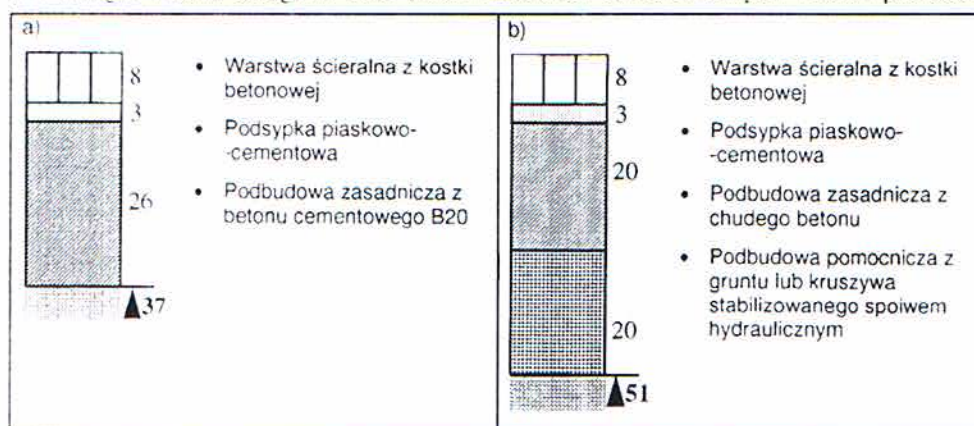 a)
8
3
26
37
• Warstwa ścieralna z kostki
betonowej
• Podsypka piaskowo-
-cementowa
• Podbudowa zasadnicza z
betonu cementowego B20
b)
8
3
20
20
51
• Warstwa ścieralna z kostki
betonowej
• Podsypka piaskowo-
-cementowa
• Podbudowa zasadnicza z
chudego betonu
• Podbudowa pomocnicza z
gruntu lub kruszywa
stabilizowanego spoiwem
hydraulicznym